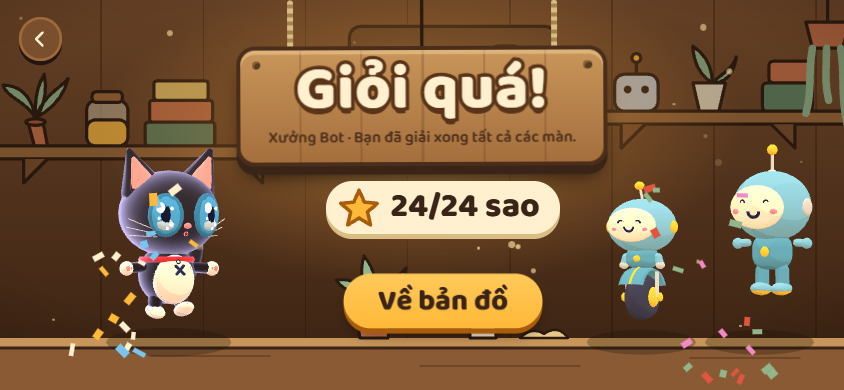 Giỏi quá!
Xưởng Bot · Bạn đã giải xong tất cả các màn.
24/24 sao
Về bản đồ